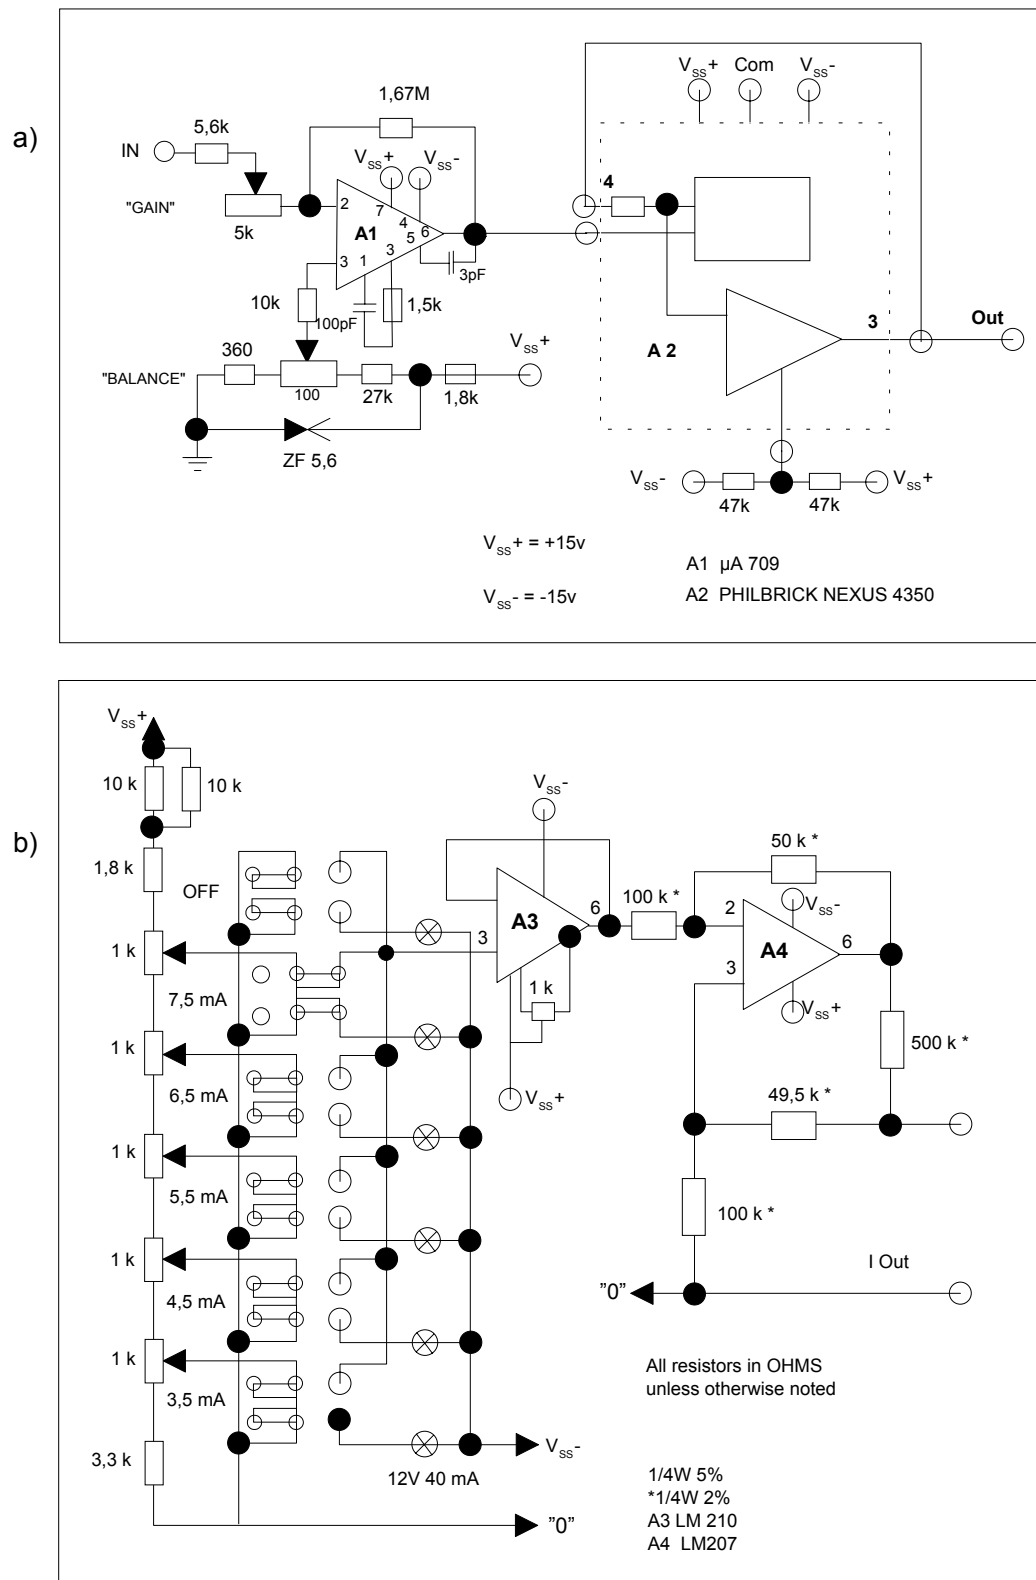 a)
IN
5,6k
"GAIN"
5k
1,67M
V_SS+
V_SS-
2
7
4
6
A1
5
3
1
3
3pF
10k
100pF
1,5k
360
"BALANCE"
100
27k
1,8k
V_SS+
ZF 5,6
V_SS+
Com
V_SS-
4
A 2
3
Out
V_SS-
47k
47k
V_SS+
V_SS+ = +15v
V_SS- = -15v
A1 µA 709
A2 PHILBRICK NEXUS 4350
b)
V_SS+
10 k
10 k
1,8 k
OFF
1 k
7,5 mA
1 k
6,5 mA
1 k
5,5 mA
1 k
4,5 mA
1 k
3,5 mA
3,3 k
12V 40 mA
V_SS-
"0"
V_SS-
A3
6
3
1 k
V_SS+
100 k *
50 k *
2
V_SS-
A4
6
3
V_SS+
500 k *
49,5 k *
100 k *
I Out
"0"
All resistors in OHMS
unless otherwise noted
1/4W 5%
*1/4W 2%
A3 LM 210
A4 LM207